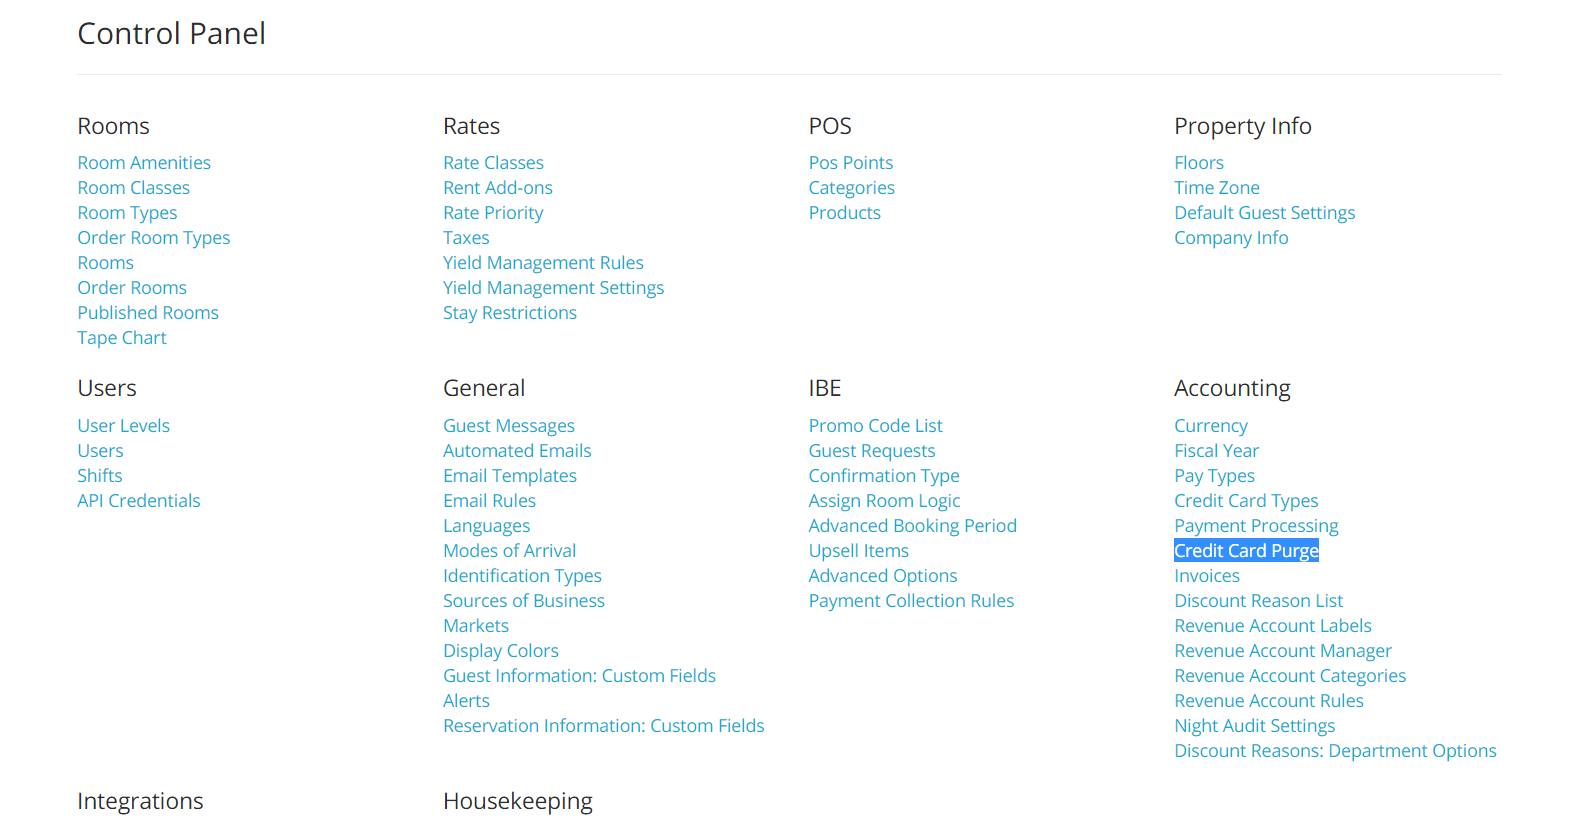 Control Panel
Rooms
Room Amenities
Room Classes
Room Types
Order Room Types
Rooms
Order Rooms
Published Rooms
Tape Chart
Rates
Rate Classes
Rent Add-ons
Rate Priority
Taxes
Yield Management Rules
Yield Management Settings
Stay Restrictions
POS
Pos Points
Categories
Products
Property Info
Floors
Time Zone
Default Guest Settings
Company Info
Users
User Levels
Users
Shifts
API Credentials
General
Guest Messages
Automated Emails
Email Templates
Email Rules
Languages
Modes of Arrival
Identification Types
Sources of Business
Markets
Display Colors
Guest Information: Custom Fields
Alerts
Reservation Information: Custom Fields
IBE
Promo Code List
Guest Requests
Confirmation Type
Assign Room Logic
Advanced Booking Period
Upsell Items
Advanced Options
Payment Collection Rules
Accounting
Currency
Fiscal Year
Pay Types
Credit Card Types
Payment Processing
Credit Card Purge
Invoices
Discount Reason List
Revenue Account Labels
Revenue Account Manager
Revenue Account Categories
Revenue Account Rules
Night Audit Settings
Discount Reasons: Department Options
Integrations
Housekeeping